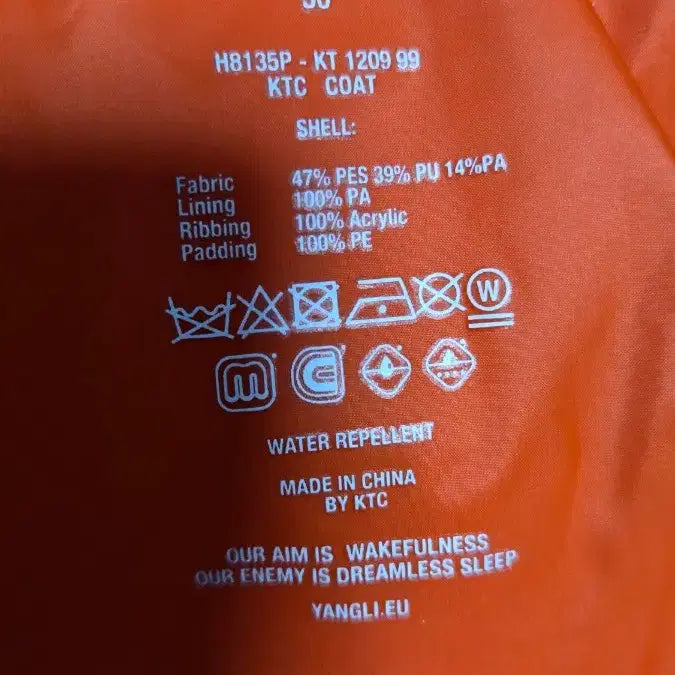 H8135P - KT 1209 99
KTC COAT
SHELL:
Fabric 47% PES 39% PU 14%PA
Lining 100% PA
Ribbing 100% Acrylic
Padding 100% PE
W
WATER REPELLENT
MADE IN CHINA
BY KTC
OUR AIM IS WAKEFULNESS
OUR ENEMY IS DREAMLESS SLEEP
YANGLI.EU